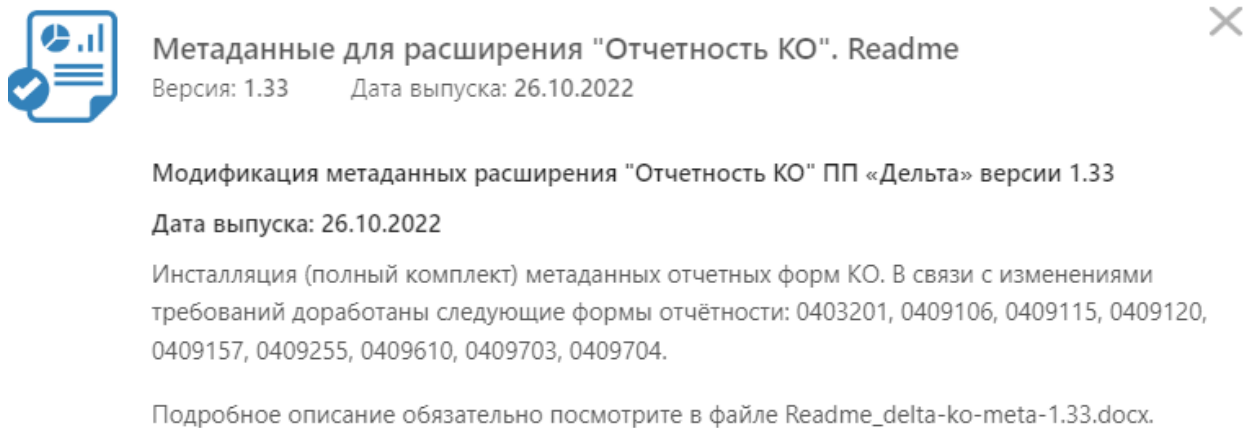 Метаданные для расширения "Отчетность КО". Readme
Версия: 1.33 Дата выпуска: 26.10.2022
Модификация метаданных расширения "Отчетность КО" ПП «Дельта» версии 1.33
Дата выпуска: 26.10.2022
Инсталляция (полный комплект) метаданных отчетных форм КО. В связи с изменениями
требований доработаны следующие формы отчётности: 0403201, 0409106, 0409115, 0409120,
0409157, 0409255, 0409610, 0409703, 0409704.
Подробное описание обязательно посмотрите в файле Readme_delta-ko-meta-1.33.docx.